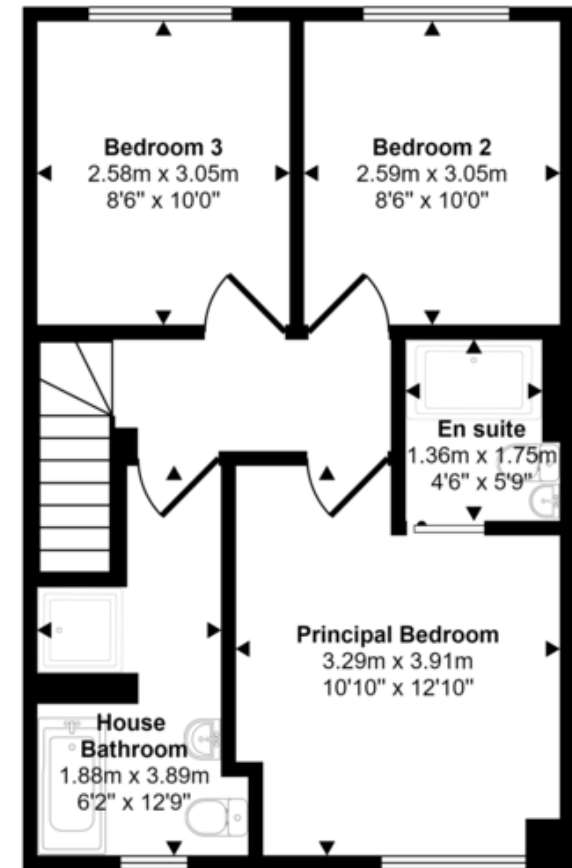 Bedroom 3
2.58m x 3.05m
8'6" x 10'0"
Bedroom 2
2.59m x 3.05m
8'6" x 10'0"
En suite
1.36m x 1.75m
4'6" x 5'9"
Principal Bedroom
3.29m x 3.91m
10'10" x 12'10"
House
Bathroom
1.88m x 3.89m
6'2" x 12'9"